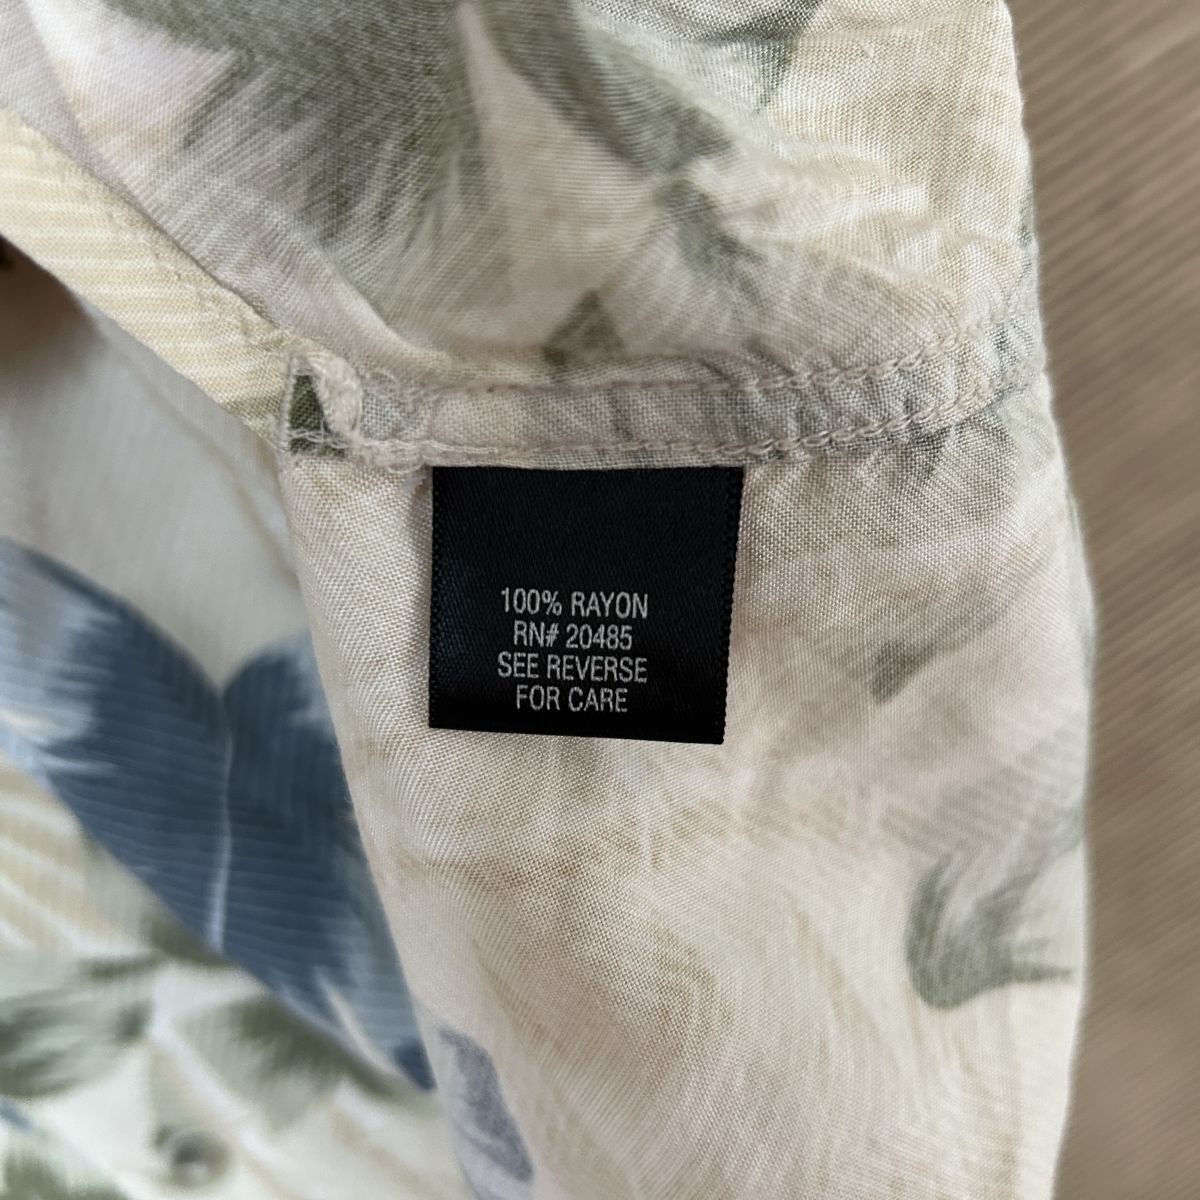 100% RAYON
RN# 20485
SEE REVERSE
FOR CARE